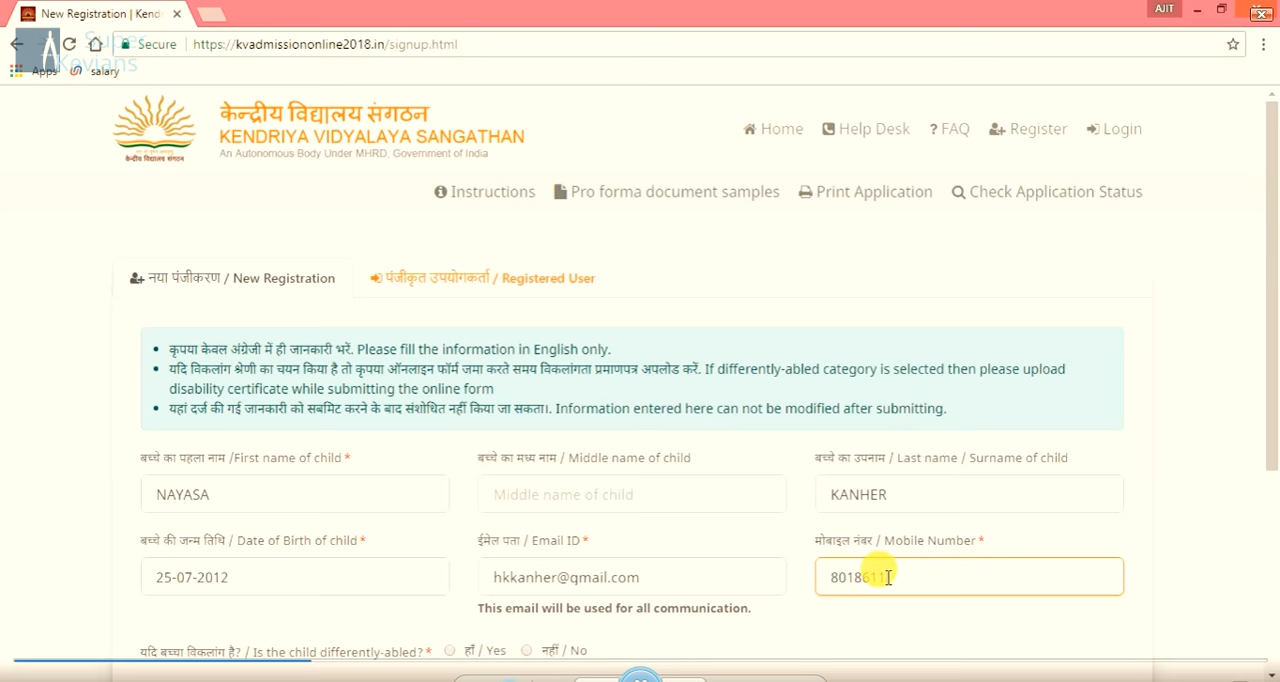 New Registration | Kend
AJIT
Secure https://kvadmissiononline2018.in/signup.html
Super Kevians
Apps salary
केन्द्रीय विद्यालय संगठन
KENDRIYA VIDYALAYA SANGATHAN
An Autonomous Body Under MHRD, Government of India
केन्द्रीय विद्यालय संगठन
Home Help Desk ? FAQ Register Login
Instructions Pro forma document samples Print Application Check Application Status
नया पंजीकरण / New Registration पंजीकृत उपयोगकर्ता / Registered User
• कृपया केवल अंग्रेजी में ही जानकारी भरें. Please fill the information in English only.
• यदि विकलांग श्रेणी का चयन किया है तो कृपया ऑनलाइन फॉर्म जमा करते समय विकलांगता प्रमाणपत्र अपलोड करें. If differently-abled category is selected then please upload
disability certificate while submitting the online form
• यहां दर्ज की गई जानकारी को सबमिट करने के बाद संशोधित नहीं किया जा सकता।. Information entered here can not be modified after submitting.
बच्चे का पहला नाम /First name of child * बच्चे का मध्य नाम / Middle name of child बच्चे का उपनाम / Last name / Surname of child
NAYASA Middle name of child KANHER
बच्चे की जन्म तिथि / Date of Birth of child * ईमेल पता / Email ID * मोबाइल नंबर / Mobile Number *
25-07-2012 hkkanher@gmail.com 8018611
This email will be used for all communication.
यदि बच्चा विकलांग है? / Is the child differently-abled? * हाँ / Yes नहीं / No